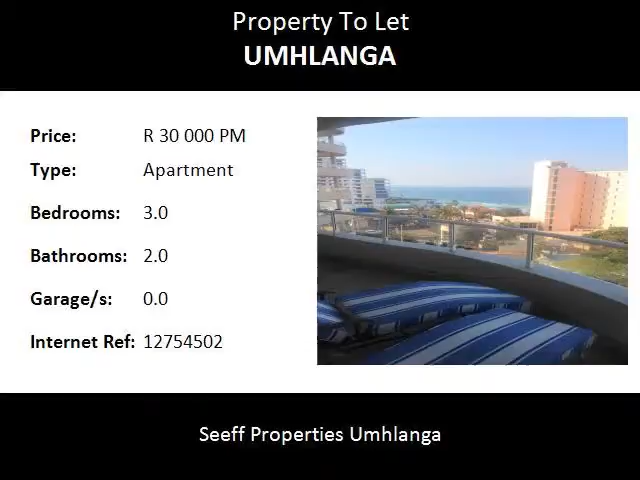 Property To Let
UMHLANGA
Price: R 30 000 PM
Type: Apartment
Bedrooms: 3.0
Bathrooms: 2.0
Garage/s: 0.0
Internet Ref: 12754502
Seeff Properties Umhlanga